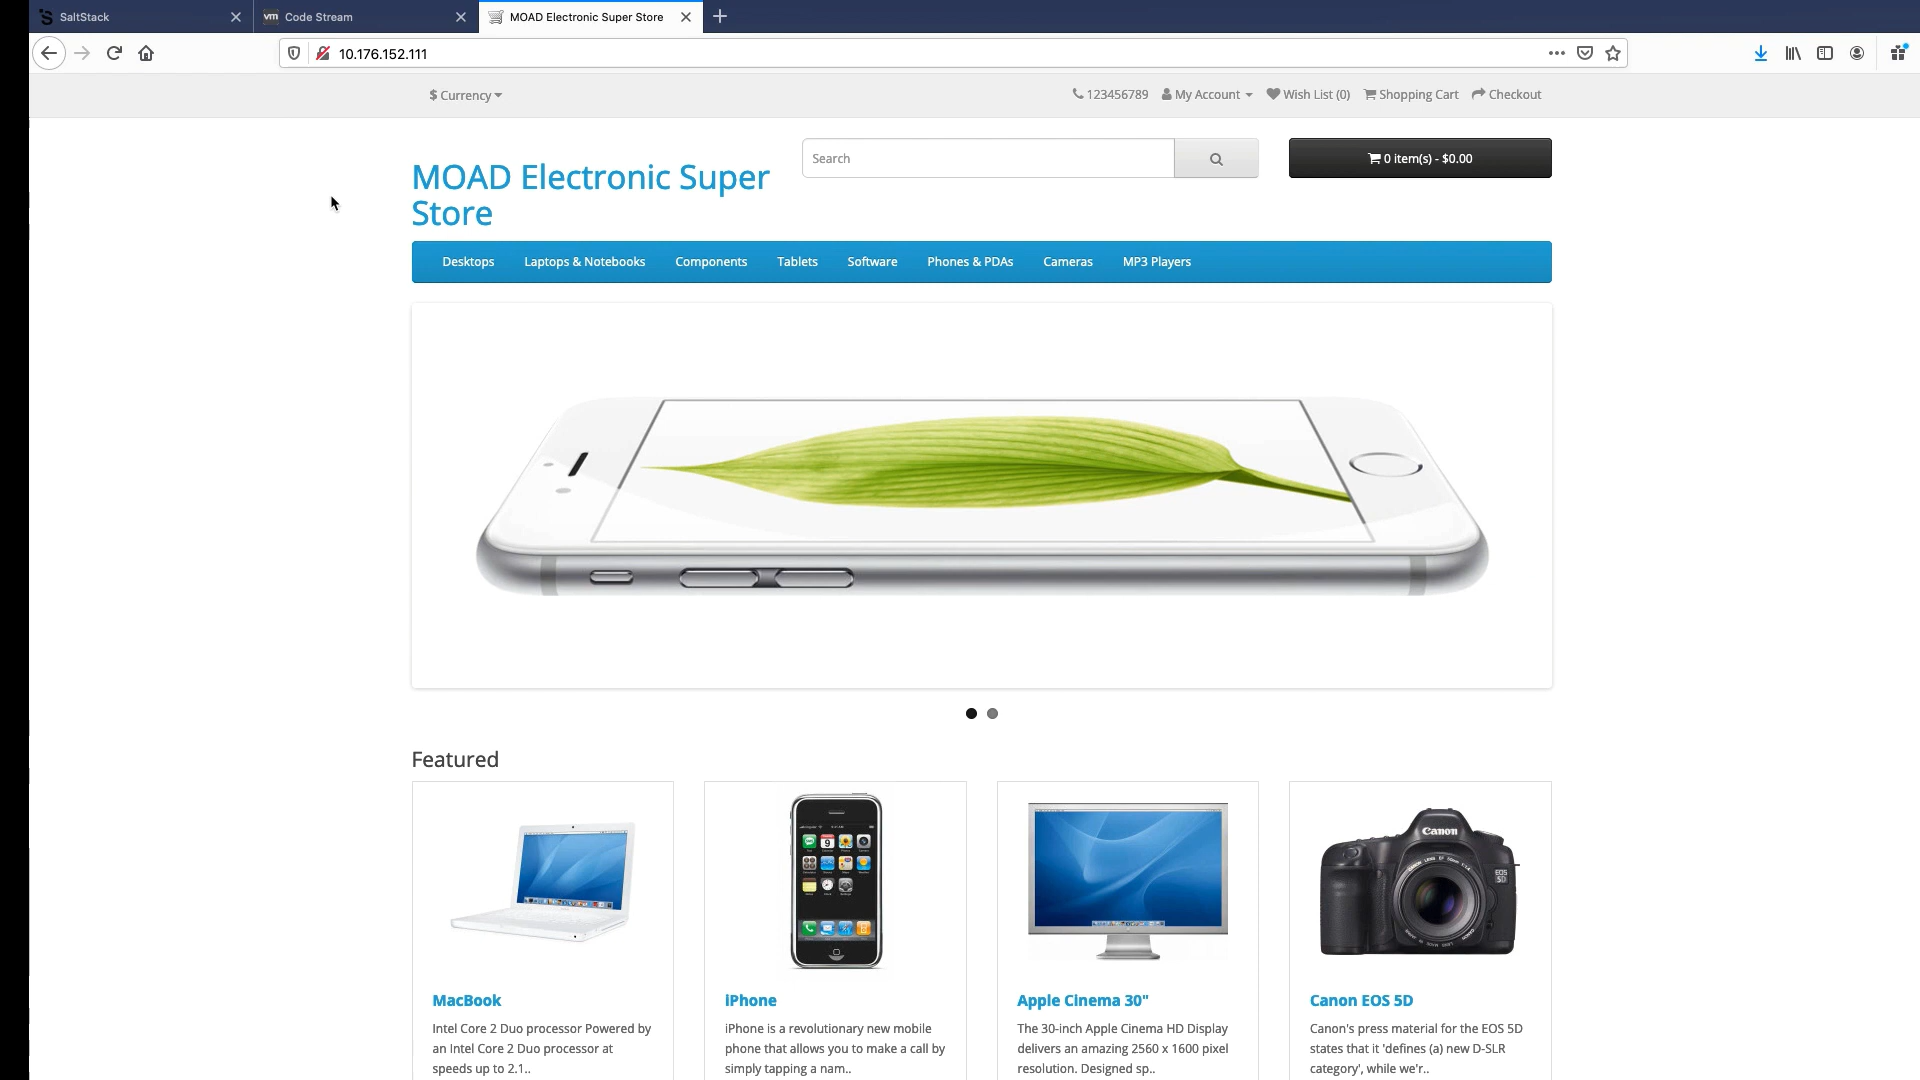 SaltStack
vm Code Stream
MOAD Electronic Super Store
10.176.152.111
$ Currency
123456789 My Account Wish List (0) Shopping Cart Checkout
Search
0 item(s) - $0.00
MOAD Electronic Super
Store
Desktops Laptops & Notebooks Components Tablets Software Phones & PDAs Cameras MP3 Players
Featured
Canon
EOS
5D
MacBook
Intel Core 2 Duo processor Powered by
an Intel Core 2 Duo processor at
speeds up to 2.1..
iPhone
iPhone is a revolutionary new mobile
phone that allows you to make a call by
simply tapping a nam..
Apple Cinema 30"
The 30-inch Apple Cinema HD Display
delivers an amazing 2560 x 1600 pixel
resolution. Designed sp..
Canon EOS 5D
Canon's press material for the EOS 5D
states that it 'defines (a) new D-SLR
category', while we'r..